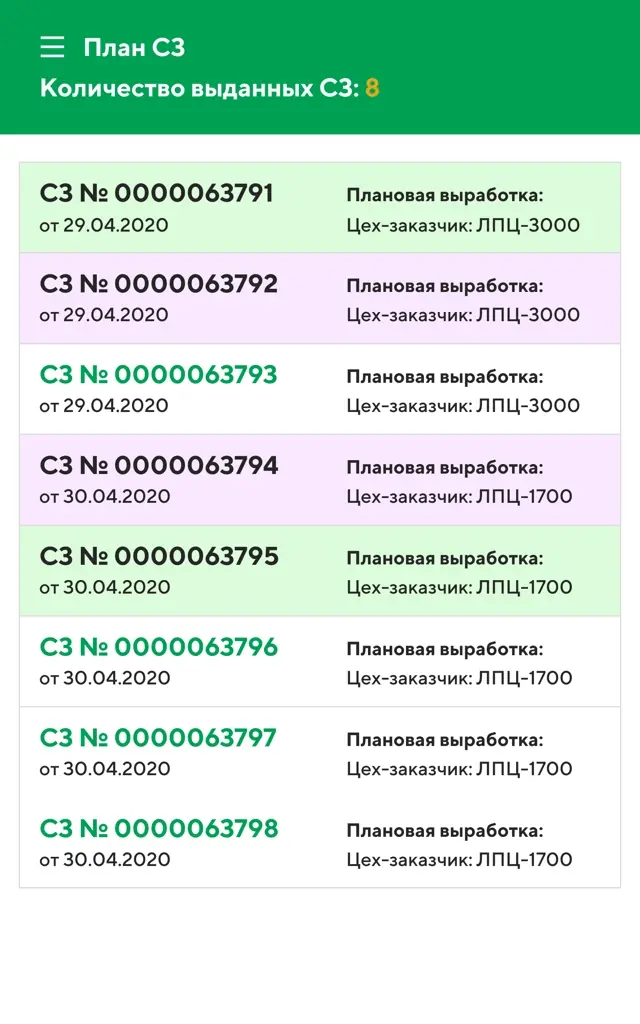 План СЗ
Количество выданных СЗ: 8
СЗ № 0000063791
Плановая выработка:
от 29.04.2020
Цех-заказчик: ЛПЦ-3000
СЗ № 0000063792
Плановая выработка:
от 29.04.2020
Цех-заказчик: ЛПЦ-3000
СЗ № 0000063793
Плановая выработка:
от 29.04.2020
Цех-заказчик: ЛПЦ-3000
СЗ № 0000063794
Плановая выработка:
от 30.04.2020
Цех-заказчик: ЛПЦ-1700
СЗ № 0000063795
Плановая выработка:
от 30.04.2020
Цех-заказчик: ЛПЦ-1700
СЗ № 0000063796
Плановая выработка:
от 30.04.2020
Цех-заказчик: ЛПЦ-1700
СЗ № 0000063797
Плановая выработка:
от 30.04.2020
Цех-заказчик: ЛПЦ-1700
СЗ № 0000063798
Плановая выработка:
от 30.04.2020
Цех-заказчик: ЛПЦ-1700